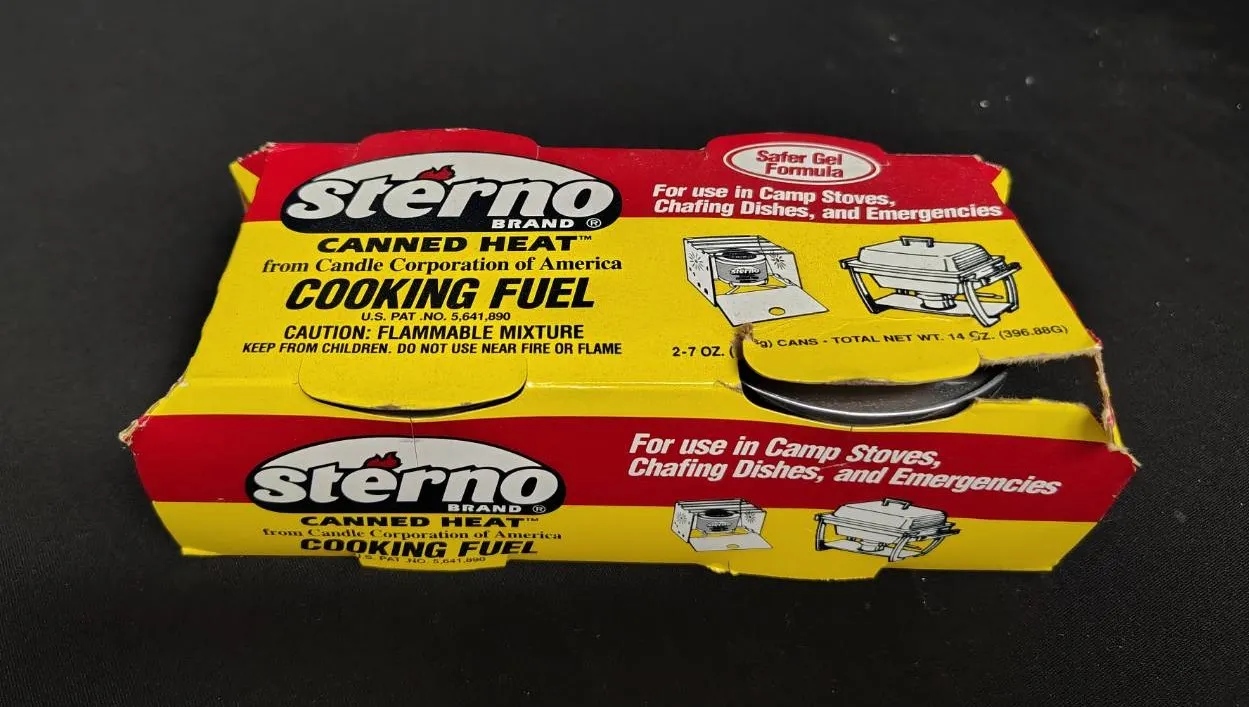 Safer Gel
Formula
sterno
BRAND ®
CANNED HEAT™
from Candle Corporation of America
COOKING FUEL
U.S. PAT .NO. 5,641,890
CAUTION: FLAMMABLE MIXTURE
KEEP FROM CHILDREN. DO NOT USE NEAR FIRE OR FLAME
For use in Camp Stoves,
Chafing Dishes, and Emergencies
sterno
2-7 OZ. ( g) CANS - TOTAL NET WT. 14 OZ. (396.88G)
sterno
BRAND ®
CANNED HEAT™
from Candle Corporation of America
COOKING FUEL
U.S. PAT .NO. 5,641,890
For use in Camp Stoves,
Chafing Dishes, and Emergencies